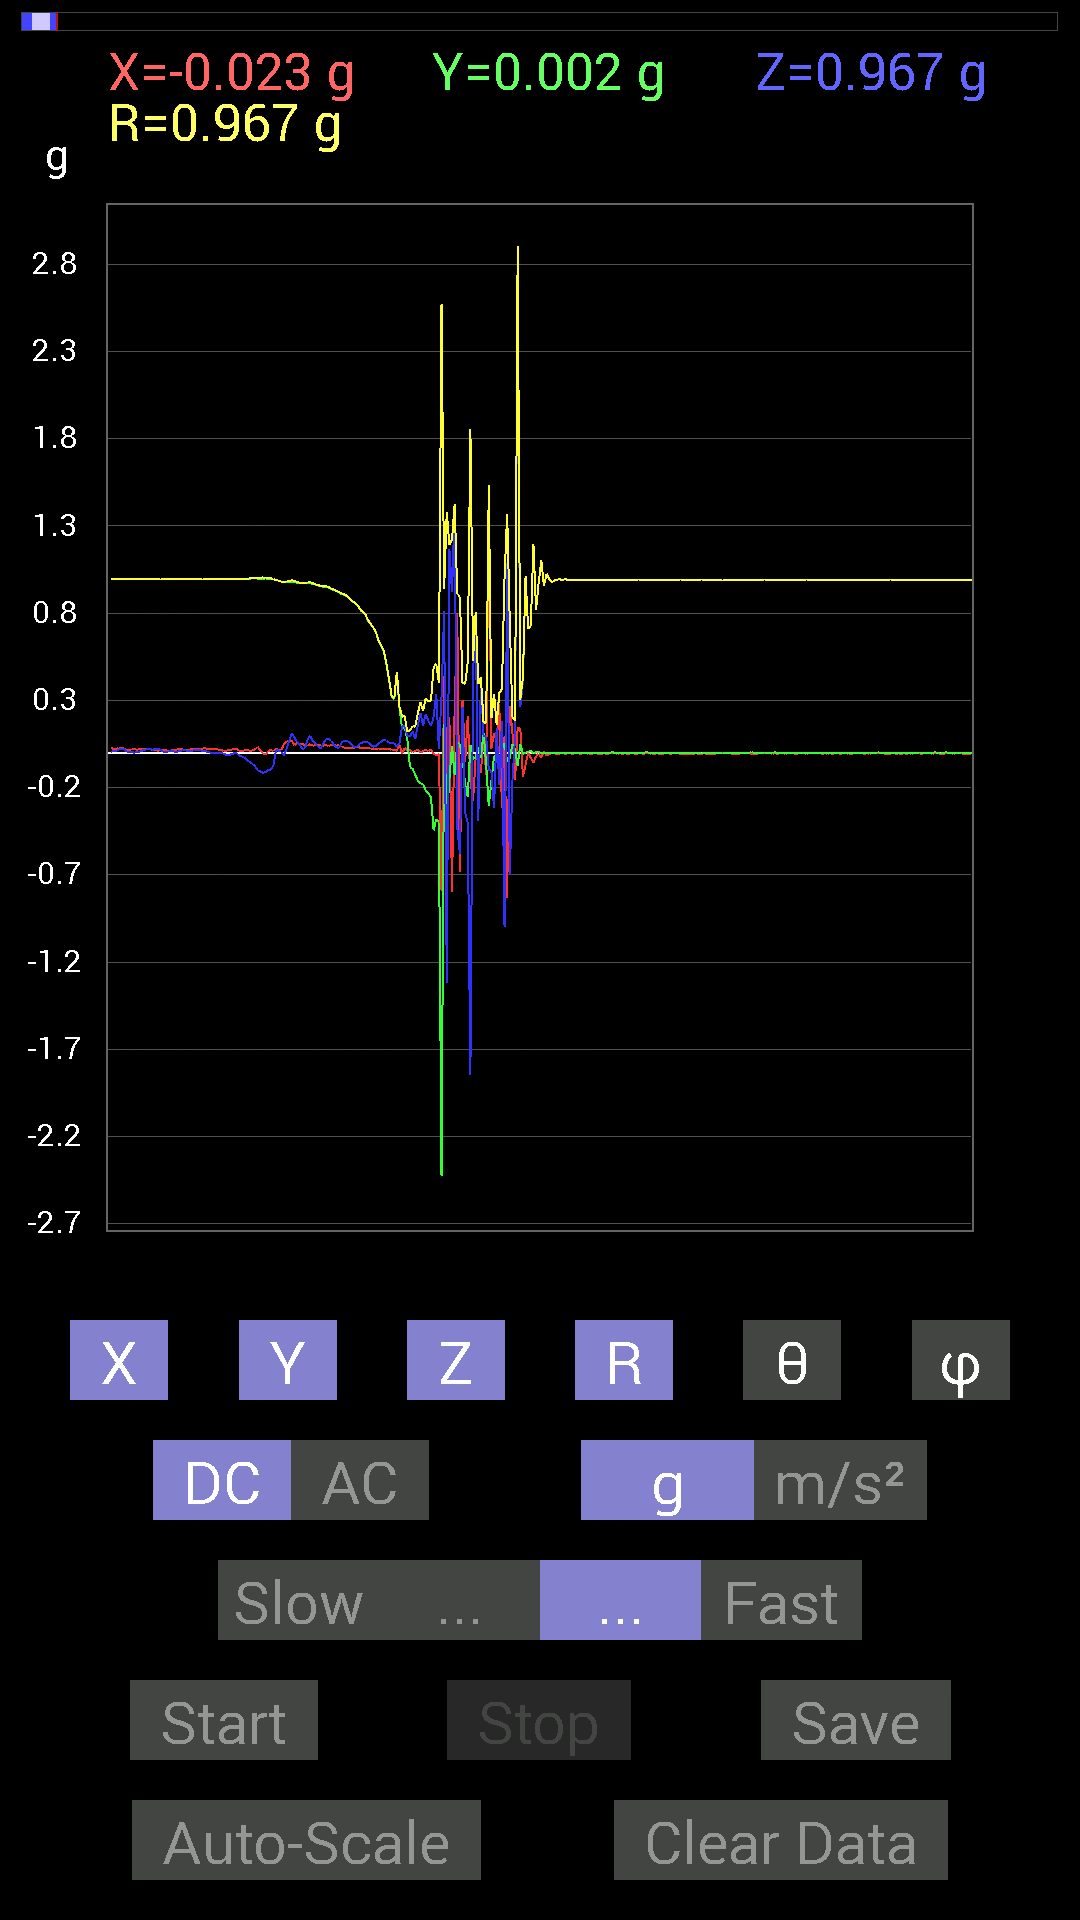 X=-0.023 g Y=0.002 g Z=0.967 g
R=0.967 g
g
2.8
2.3
1.8
1.3
0.8
0.3
-0.2
-0.7
-1.2
-1.7
-2.2
-2.7
X Y Z R θ φ
DC AC g m/s²
Slow ... ... Fast
Start Stop Save
Auto-Scale Clear Data